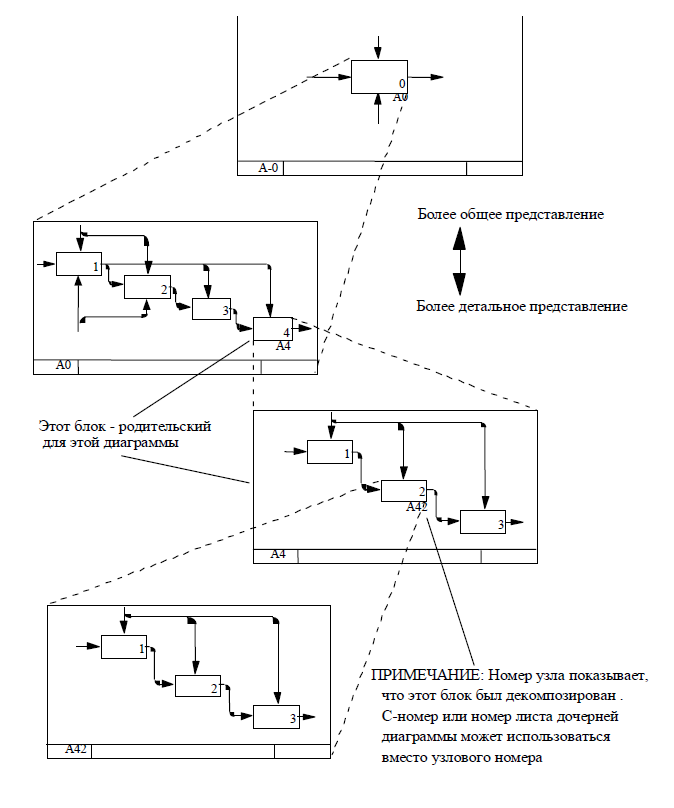 0
A0
A-0
Более общее представление
Более детальное представление
1
2
3
4
A4
A0
Этот блок - родительский
для этой диаграммы
1
2
A42
3
A4
1
2
3
A42
ПРИМЕЧАНИЕ: Номер узла показывает,
что этот блок был декомпозирован .
С-номер или номер листа дочерней
диаграммы может использоваться
вместо узлового номера